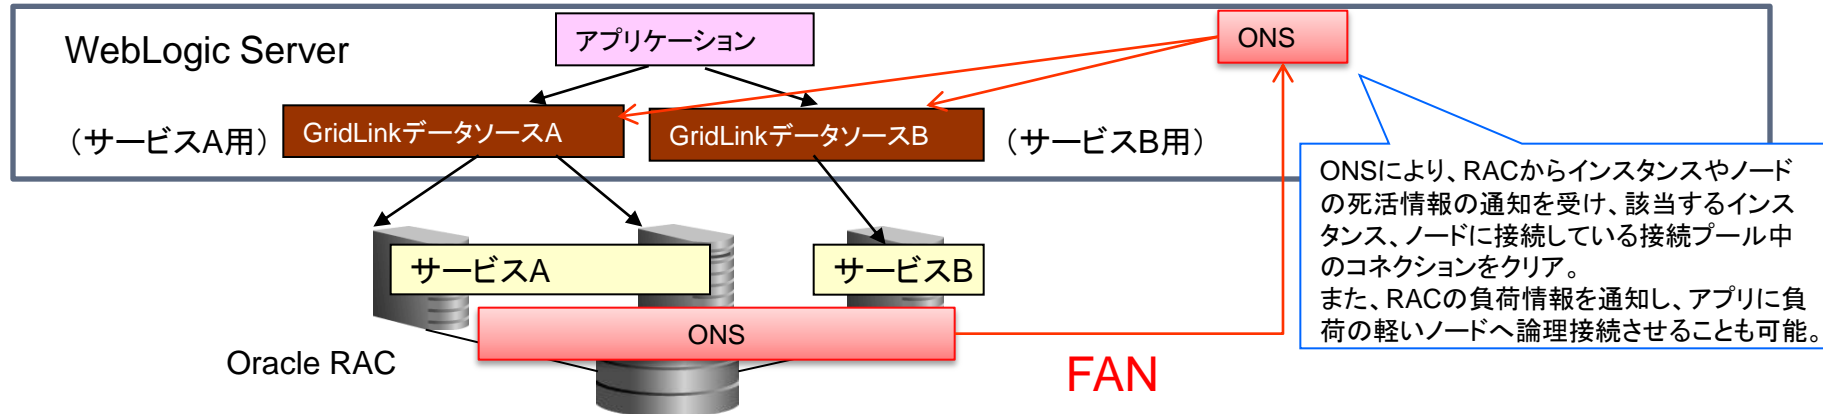 WebLogic Server
アプリケーション
ONS
（サービスA用）
GridLinkデータソースA
GridLinkデータソースB
（サービスB用）
ONSにより、RACからインスタンスやノード
の死活情報の通知を受け、該当するインス
タンス、ノードに接続している接続プール中
のコネクションをクリア。
また、RACの負荷情報を通知し、アプリに負
荷の軽いノードへ論理接続させることも可能。
サービスA
サービスB
ONS
Oracle RAC
FAN